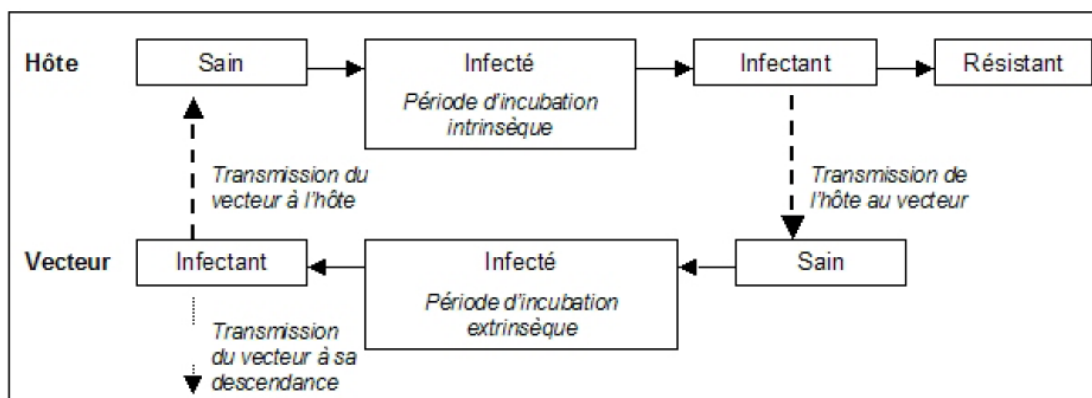 Hôte
Sain
Infecté
Période d'incubation
intrinsèque
Infectant
Résistant
Transmission du
vecteur à l'hôte
Transmission de
l'hôte au vecteur
Vecteur
Infectant
Infecté
Période d'incubation
extrinsèque
Sain
Transmission
du vecteur à sa
descendance